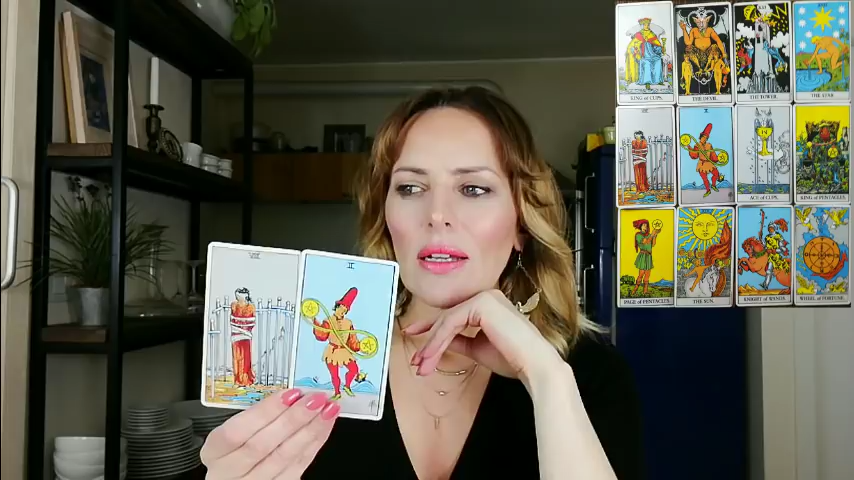 VIII
II
KING of CUPS.
THE DEVIL.
THE TOWER.
THE STAR.
ACE of CUPS.
KING of PENTACLES.
PAGE of PENTACLES.
THE SUN.
KNIGHT of WANDS.
WHEEL of FORTUNE.